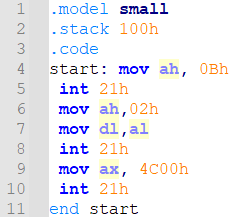 1 .model small
2 .stack 100h
3 .code
4 start: mov ah, 0Bh
5 int 21h
6 mov ah,02h
7 mov dl,al
8 int 21h
9 mov ax, 4C00h
10 int 21h
11 end start